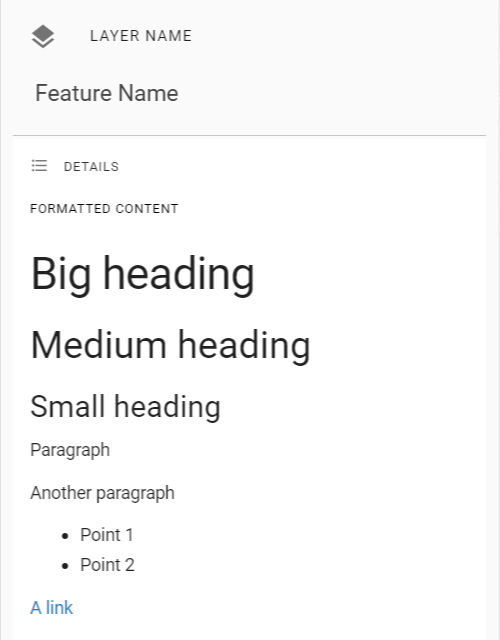 LAYER NAME
Feature Name
DETAILS
FORMATTED CONTENT
Big heading
Medium heading
Small heading
Paragraph
Another paragraph
• Point 1
• Point 2
A link